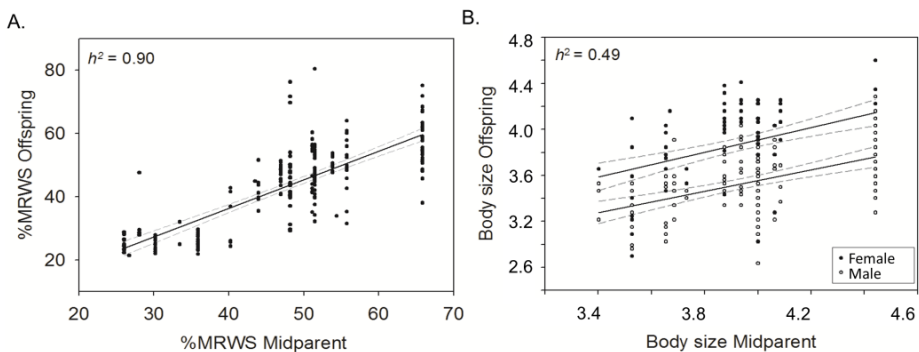 A.
h² = 0.90
80
60
40
20
%MRWS Offspring
20
30
40
50
60
70
%MRWS Midparent
B.
h² = 0.49
4.8
4.4
4.0
3.6
3.2
2.6
Body size Offspring
3.4
3.8
4.2
4.6
Body size Midparent
Female
Male